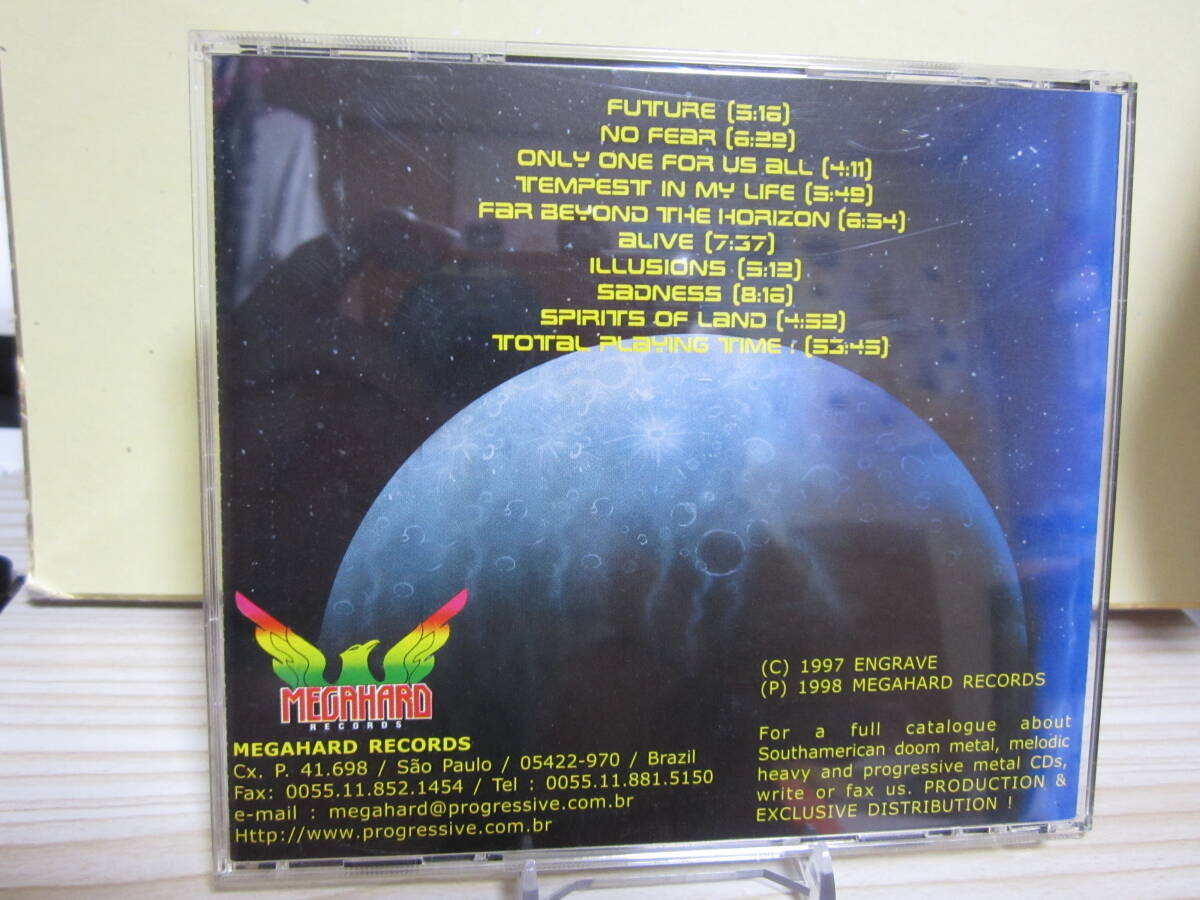 FUTURE (5:16)
NO FEAR (6:29)
ONLY ONE FOR US ALL (4:11)
TEMPEST IN MY LIFE (5:49)
FAR BEYOND THE HORIZON (6:54)
ALIVE (7:37)
ILLUSIONS (5:12)
SADNESS (8:16)
SPIRITS OF LAND (4:52)
TOTAL PLAYING TIME : (53:45)
MEGAHARD
RECORDS
MEGAHARD RECORDS
Cx. P. 41.698 / São Paulo / 05422-970 / Brazil
Fax: 0055.11.852.1454 / Tel : 0055.11.881.5150
e-mail : megahard@progressive.com.br
Http://www.progressive.com.br
(C) 1997 ENGRAVE
(P) 1998 MEGAHARD RECORDS
For a full catalogue about
Southamerican doom metal, melodic
heavy and progressive metal CDs,
write or fax us. PRODUCTION &
EXCLUSIVE DISTRIBUTION !